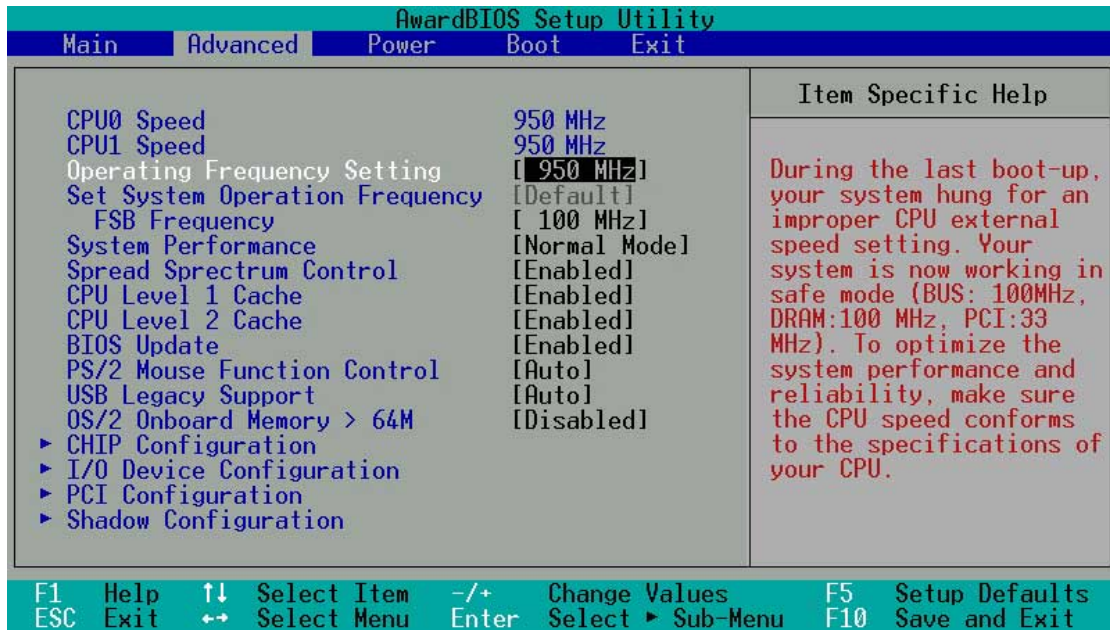 AwardBIOS Setup Utility
Main Advanced Power Boot Exit
CPU0 Speed 950 MHz
CPU1 Speed 950 MHz
Operating Frequency Setting [ 950 MHz]
Set System Operation Frequency [Default]
FSB Frequency [ 100 MHz]
System Performance [Normal Mode]
Spread Sprectrum Control [Enabled]
CPU Level 1 Cache [Enabled]
CPU Level 2 Cache [Enabled]
BIOS Update [Enabled]
PS/2 Mouse Function Control [Auto]
USB Legacy Support [Auto]
OS/2 Onboard Memory > 64M [Disabled]
► CHIP Configuration
► I/O Device Configuration
► PCI Configuration
► Shadow Configuration
Item Specific Help
During the last boot-up,
your system hung for an
improper CPU external
speed setting. Your
system is now working in
safe mode (BUS: 100MHz,
DRAM:100 MHz, PCI:33
MHz). To optimize the
system performance and
reliability, make sure
the CPU speed conforms
to the specifications of
your CPU.
F1 Help ↑↓ Select Item -/+ Change Values F5 Setup Defaults
ESC Exit ←→ Select Menu Enter Select ► Sub-Menu F10 Save and Exit